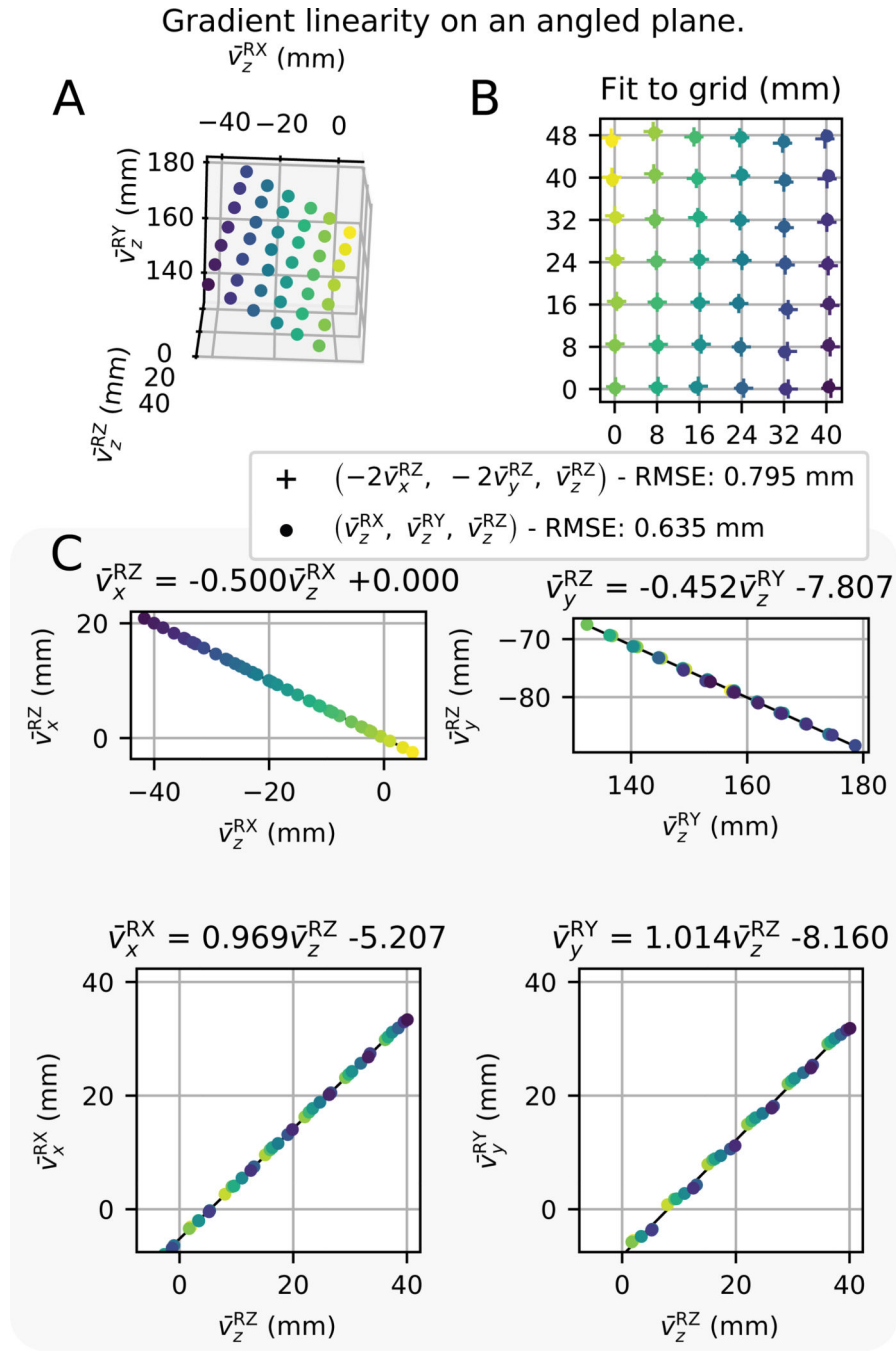 Gradient linearity on an angled plane.
v̄_z^RX (mm)
A
−40 −20 0
180
160
140
v̄_z^RY (mm)
0
20
40
v̄_z^RZ (mm)
B
Fit to grid (mm)
48
40
32
24
16
8
0
0 8 16 24 32 40
+ (−2v̄_x^RZ, −2v̄_y^RZ, v̄_z^RZ) - RMSE: 0.795 mm
● (v̄_z^RX, v̄_z^RY, v̄_z^RZ) - RMSE: 0.635 mm
C
v̄_x^RZ = -0.500v̄_z^RX +0.000
20
0
v̄_x^RZ (mm)
−40 −20 0
v̄_z^RX (mm)
v̄_y^RZ = -0.452v̄_z^RY -7.807
−70
−80
v̄_y^RZ (mm)
140 160 180
v̄_z^RY (mm)
v̄_x^RX = 0.969v̄_z^RZ -5.207
40
20
0
v̄_x^RX (mm)
0 20 40
v̄_z^RZ (mm)
v̄_y^RY = 1.014v̄_z^RZ -8.160
40
20
0
v̄_y^RY (mm)
0 20 40
v̄_z^RZ (mm)